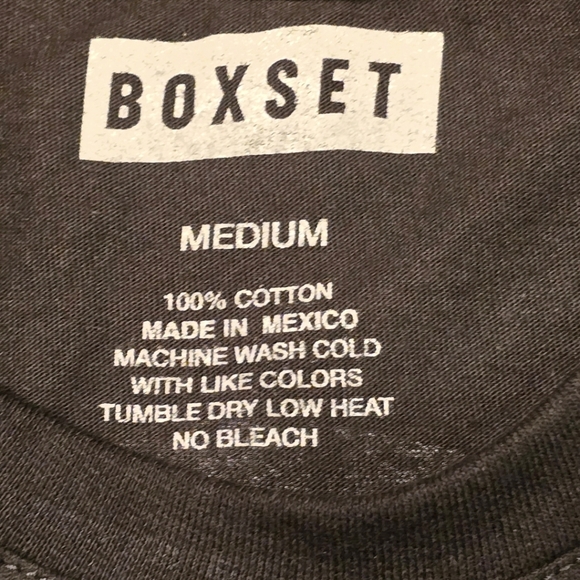 BOXSET
MEDIUM
100% COTTON
MADE IN MEXICO
MACHINE WASH COLD
WITH LIKE COLORS
TUMBLE DRY LOW HEAT
NO BLEACH